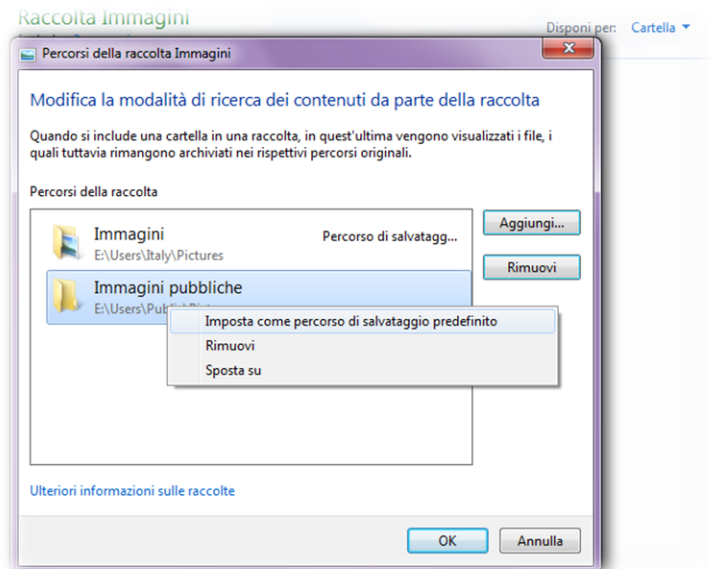 Raccolta Immagini
Disponi per: Cartella
Percorsi della raccolta Immagini
Modifica la modalità di ricerca dei contenuti da parte della raccolta
Quando si include una cartella in una raccolta, in quest'ultima vengono visualizzati i file, i
quali tuttavia rimangono archiviati nei rispettivi percorsi originali.
Percorsi della raccolta
Immagini
Percorso di salvatagg...
E:\Users\Italy\Pictures
Immagini pubbliche
E:\Users\Pub
Imposta come percorso di salvataggio predefinito
Rimuovi
Sposta su
Aggiungi...
Rimuovi
Ulteriori informazioni sulle raccolte
OK
Annulla